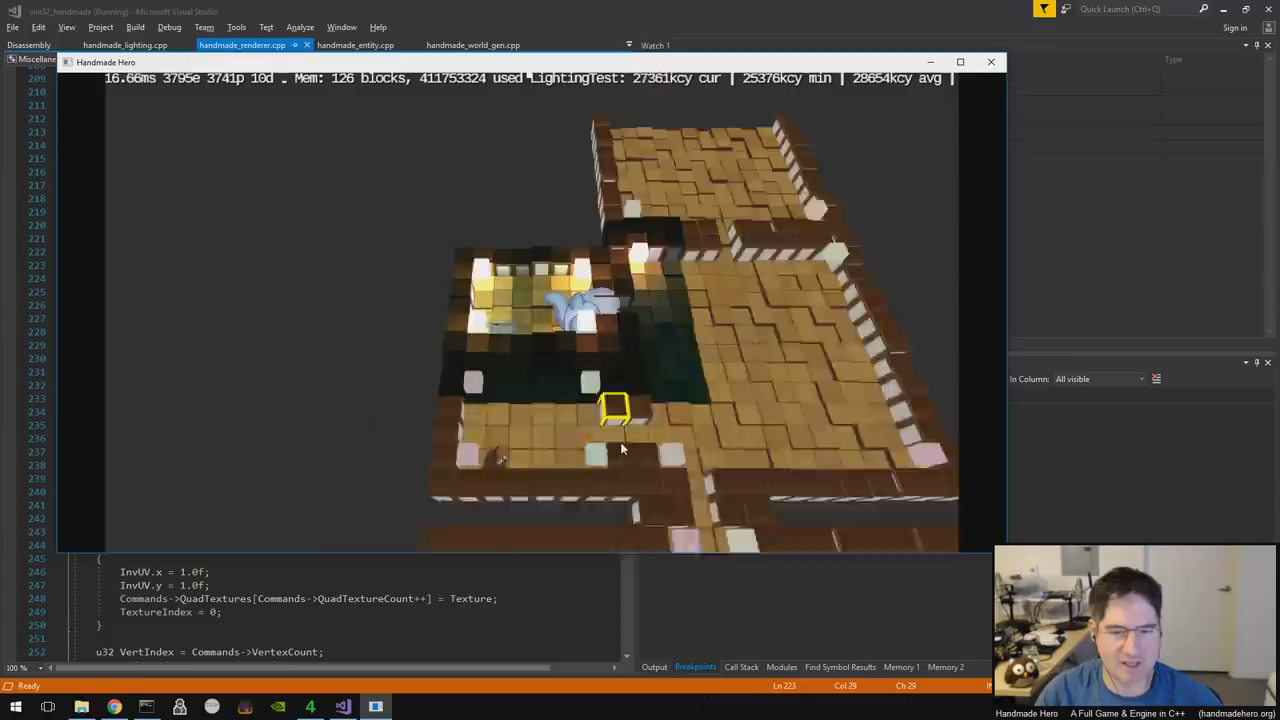 win32_handmade (Running) - Microsoft Visual Studio
Quick Launch (Ctrl+Q)
File Edit View Project Build Debug Team Tools Test Analyze Window Help
Sign in
Disassembly handmade_lighting.cpp handmade_renderer.cpp handmade_entity.cpp handmade_world_gen.cpp Watch 1
Miscellane
Handmade Hero
Type
16.66ms 3795e 3741p 10d _ Mem: 126 blocks, 411753324 used LightingTest: 27361kcy cur | 25376kcy min | 28654kcy avg |
209
210
211
212
213
214
215
216
217
218
219
220
221
222
223
224
225
226
227
228
229
230
231
232
233
234
235
236
237
238
239
240
241
242
243
244
In Column: All visible
245 {
246 InvUV.x = 1.0f;
247 InvUV.y = 1.0f;
248 Commands->QuadTextures[Commands->QuadTextureCount++] = Texture;
249 TextureIndex = 0;
250 }
251
252 u32 VertIndex = Commands->VertexCount;
100 %
Output Breakpoints Call Stack Modules Find Symbol Results Memory 1 Memory 2
Ready Ln 223 Col 29 Ch 29
Handmade Hero A Full Game & Engine in C++ (handmadehero.org)